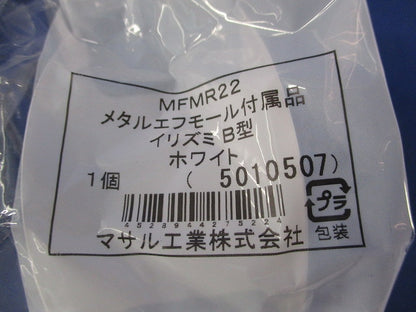 MFMR22
メタルエフモール付属品
イリズミB型
ホワイト
1個 (5010507)
4528944275224
プラ
マサル工業株式会社 包装